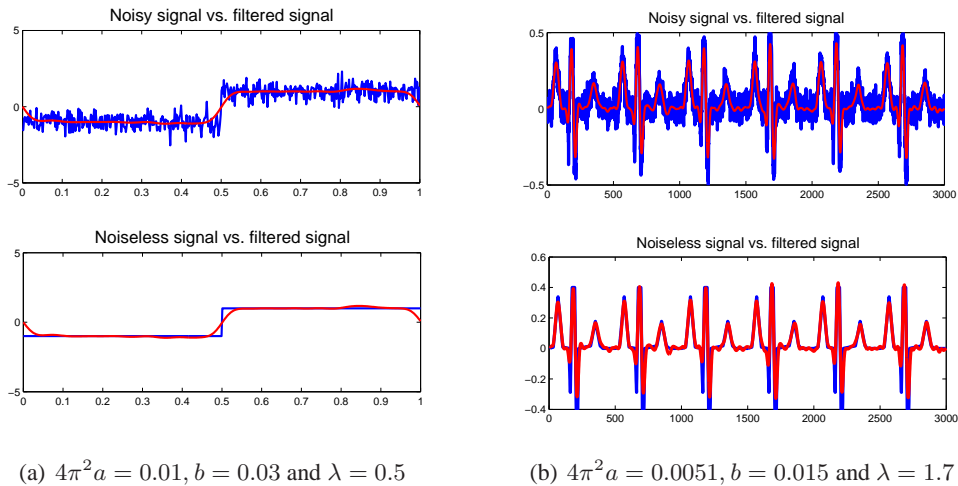 Noisy signal vs. filtered signal
5
0
−5
0 0.1 0.2 0.3 0.4 0.5 0.6 0.7 0.8 0.9 1
Noiseless signal vs. filtered signal
5
0
−5
0 0.1 0.2 0.3 0.4 0.5 0.6 0.7 0.8 0.9 1
(a) 4π²a = 0.01, b = 0.03 and λ = 0.5
Noisy signal vs. filtered signal
0.5
0
−0.5
0 500 1000 1500 2000 2500 3000
Noiseless signal vs. filtered signal
0.6
0.4
0.2
0
−0.2
−0.4
0 500 1000 1500 2000 2500 3000
(b) 4π²a = 0.0051, b = 0.015 and λ = 1.7